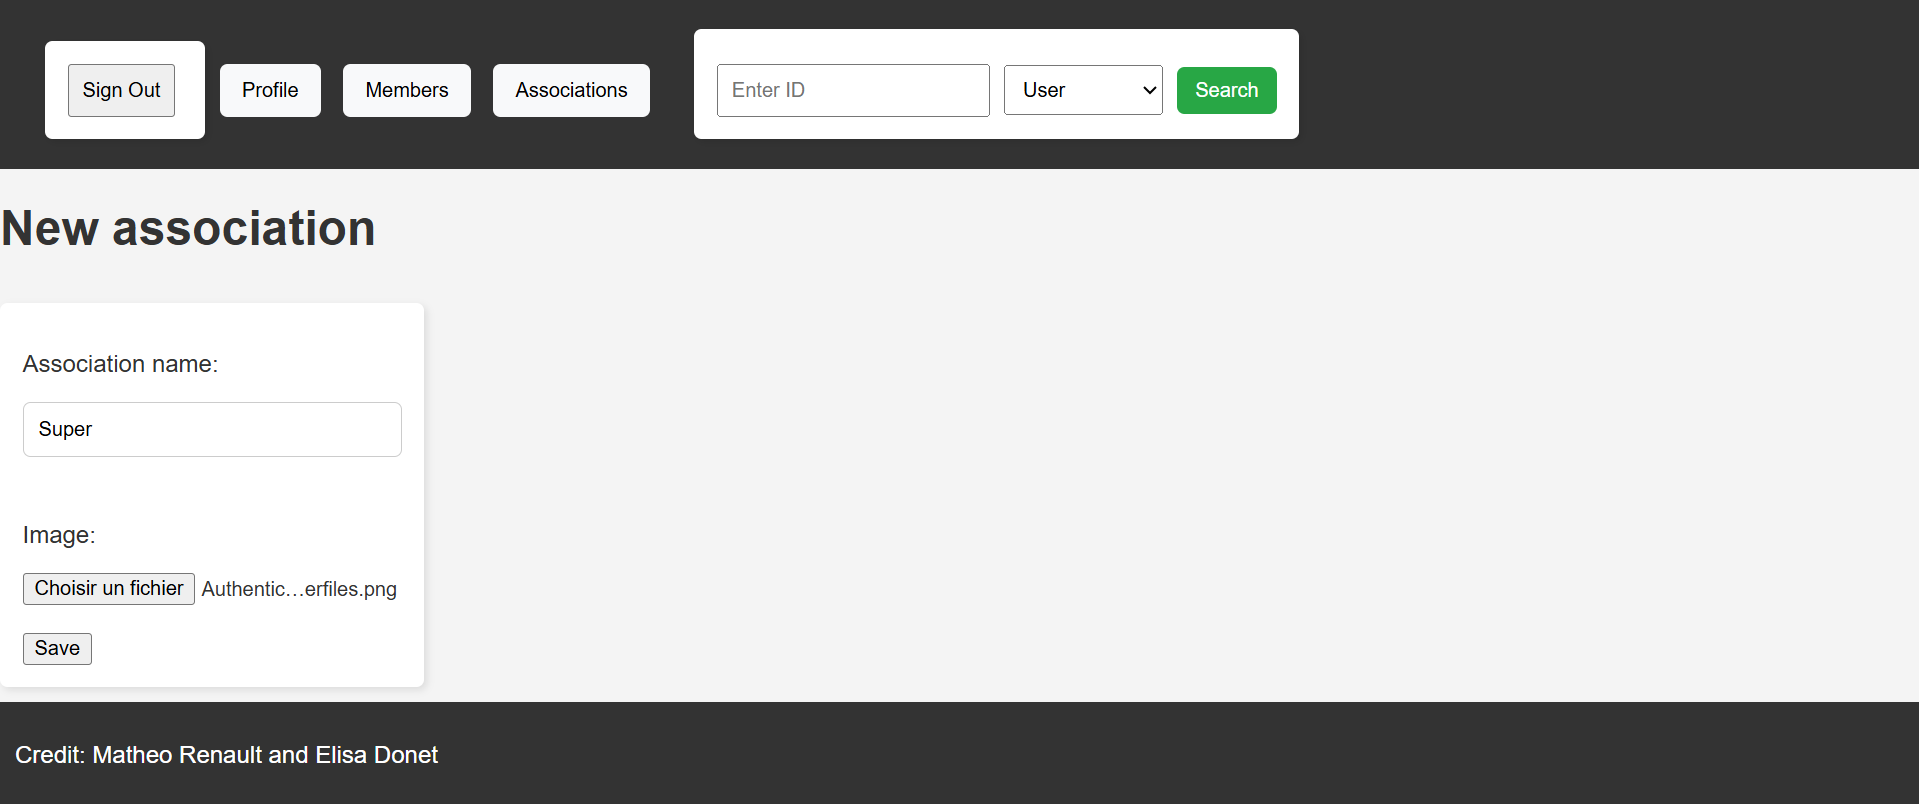 Sign Out
Profile
Members
Associations
Enter ID
User
Search
New association
Association name:
Super
Image:
Choisir un fichier Authentic…erfiles.png
Save
Credit: Matheo Renault and Elisa Donet